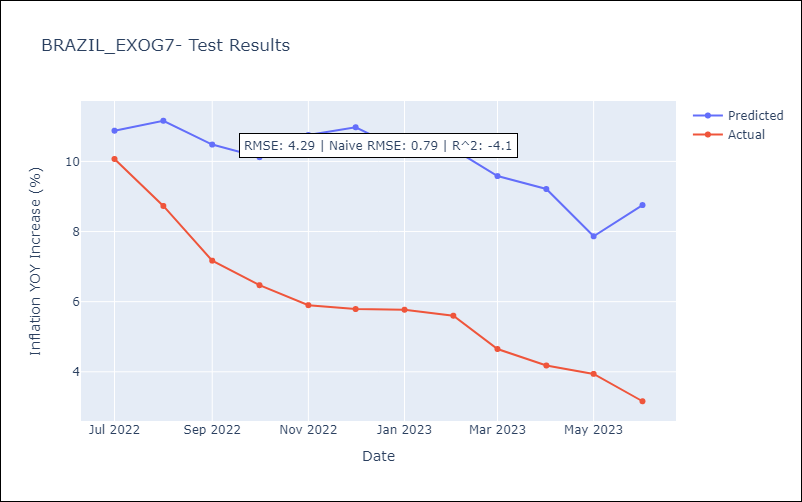 BRAZIL_EXOG7- Test Results
Predicted
Actual
RMSE: 4.29 | Naive RMSE: 0.79 | R^2: -4.1
10
8
6
4
Inflation YOY Increase (%)
Jul 2022
Sep 2022
Nov 2022
Jan 2023
Mar 2023
May 2023
Date